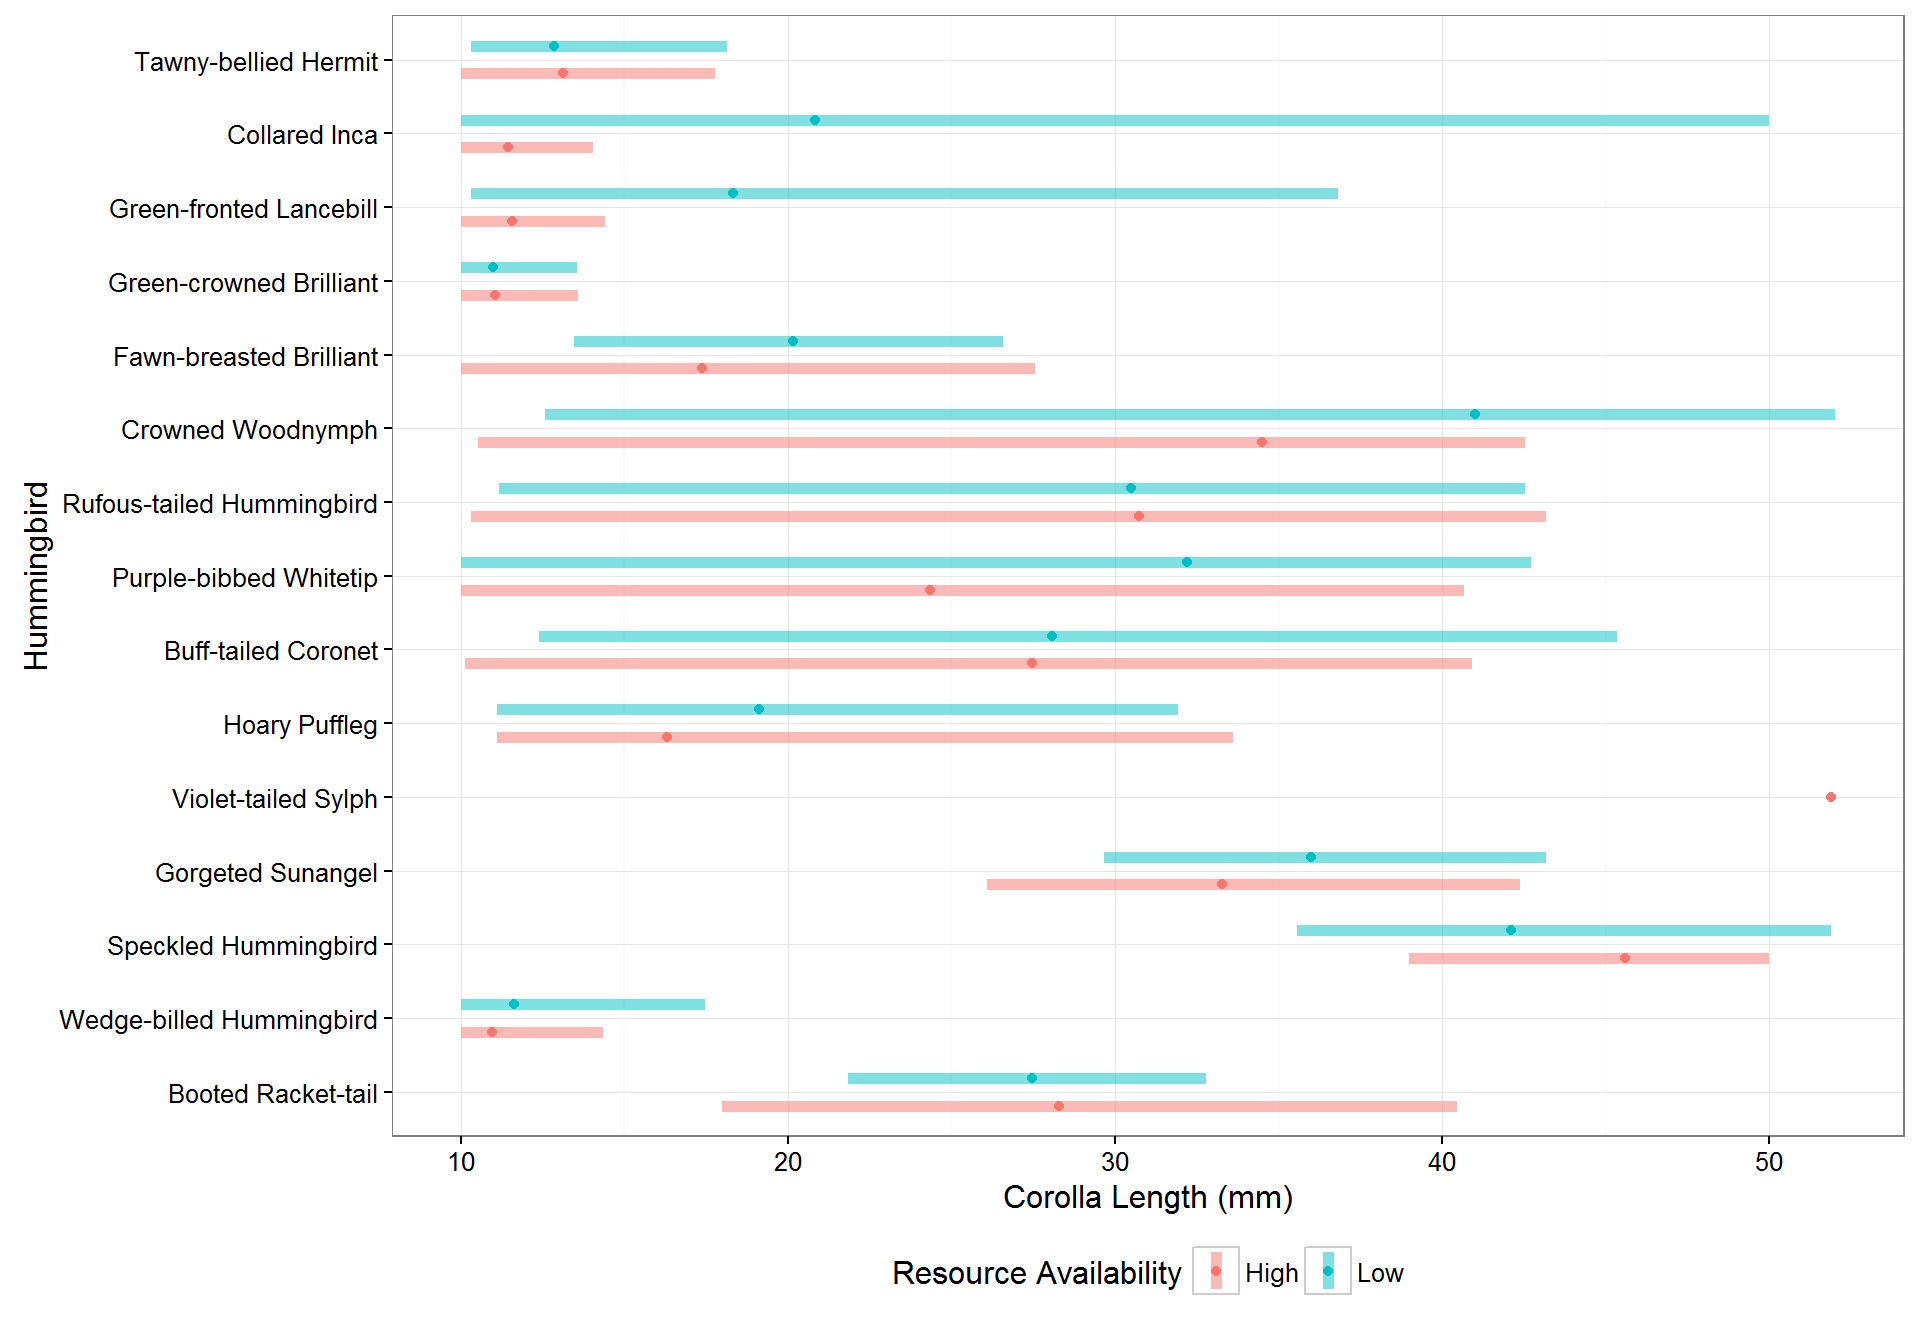 Tawny-bellied Hermit
Collared Inca
Green-fronted Lancebill
Green-crowned Brilliant
Fawn-breasted Brilliant
Crowned Woodnymph
Rufous-tailed Hummingbird
Purple-bibbed Whitetip
Buff-tailed Coronet
Hoary Puffleg
Violet-tailed Sylph
Gorgeted Sunangel
Speckled Hummingbird
Wedge-billed Hummingbird
Booted Racket-tail
Hummingbird
10 20 30 40 50
Corolla Length (mm)
Resource Availability High Low